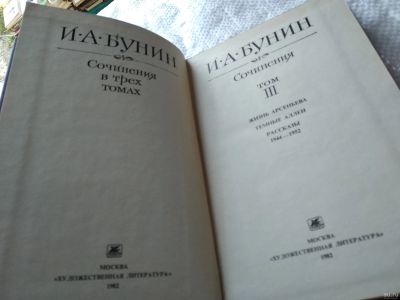 И·А·БУНИН
Сочинения
в трех
томах
МОСКВА
«ХУДОЖЕСТВЕННАЯ ЛИТЕРАТУРА»
1982
И·А·БУНИН
Сочинения
ТОМ
III
ЖИЗНЬ АРСЕНЬЕВА
ТЕМНЫЕ АЛЛЕИ
РАССКАЗЫ
1944—1952
МОСКВА
«ХУДОЖЕСТВЕННАЯ ЛИТЕРАТУРА»
1982